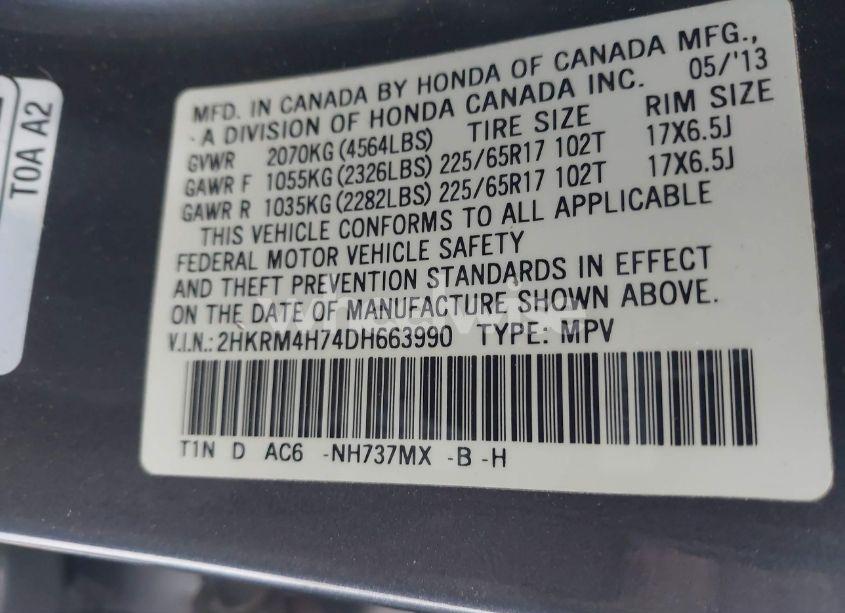 MFD. IN CANADA BY HONDA OF CANADA MFG.,
A DIVISION OF HONDA CANADA INC. 05/'13
GVWR 2070KG (4564LBS) TIRE SIZE RIM SIZE
GAWR F 1055KG (2326LBS) 225/65R17 102T 17X6.5J
GAWR R 1035KG (2282LBS) 225/65R17 102T 17X6.5J
THIS VEHICLE CONFORMS TO ALL APPLICABLE
FEDERAL MOTOR VEHICLE SAFETY
AND THEFT PREVENTION STANDARDS IN EFFECT
ON THE DATE OF MANUFACTURE SHOWN ABOVE.
V.I.N.: 2HKRM4H74DH663990 TYPE: MPV
T1N D AC6 -NH737MX -B -H
T0A A2